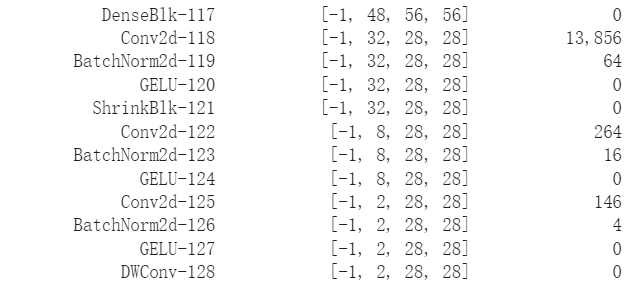 DenseBlk-117 [-1, 48, 56, 56] 0
Conv2d-118 [-1, 32, 28, 28] 13,856
BatchNorm2d-119 [-1, 32, 28, 28] 64
GELU-120 [-1, 32, 28, 28] 0
ShrinkBlk-121 [-1, 32, 28, 28] 0
Conv2d-122 [-1, 8, 28, 28] 264
BatchNorm2d-123 [-1, 8, 28, 28] 16
GELU-124 [-1, 8, 28, 28] 0
Conv2d-125 [-1, 2, 28, 28] 146
BatchNorm2d-126 [-1, 2, 28, 28] 4
GELU-127 [-1, 2, 28, 28] 0
DWConv-128 [-1, 2, 28, 28] 0